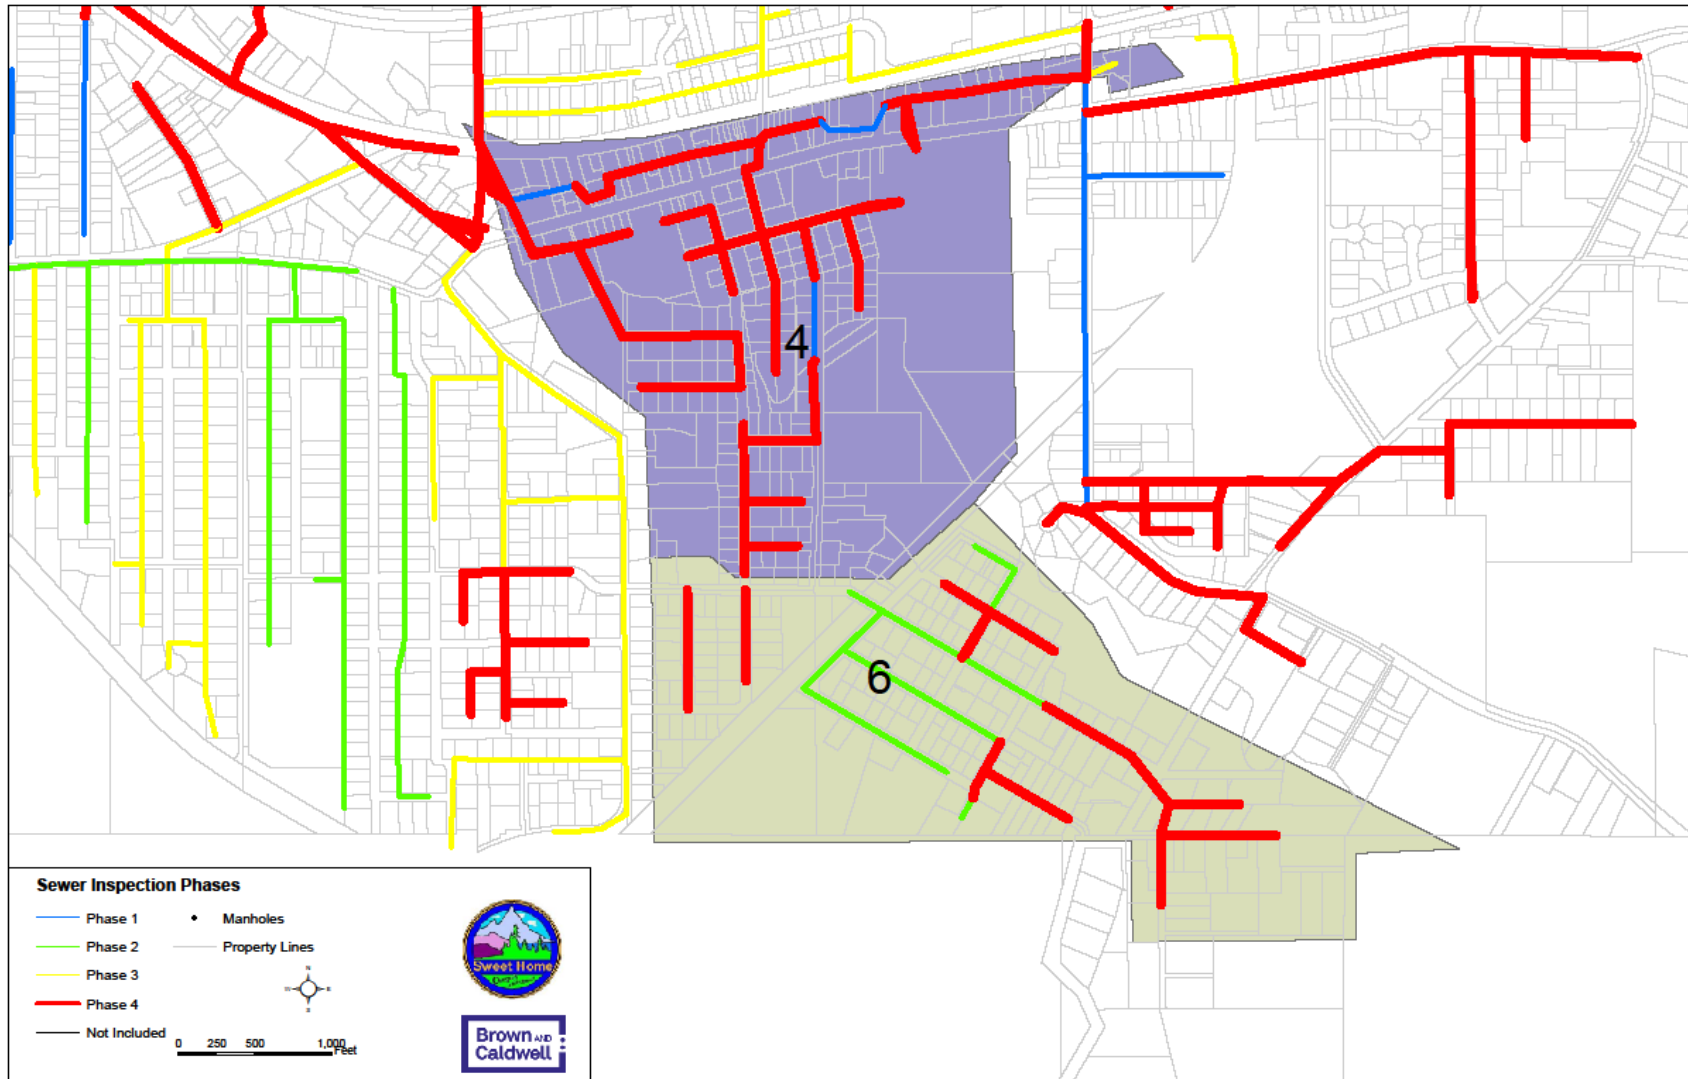 4
6
Sewer Inspection Phases
Phase 1
Manholes
Phase 2
Property Lines
Phase 3
N
Phase 4
S
Not Included
0 250 500 1,000
Feet
Sweet Home
Brown AND
Caldwell